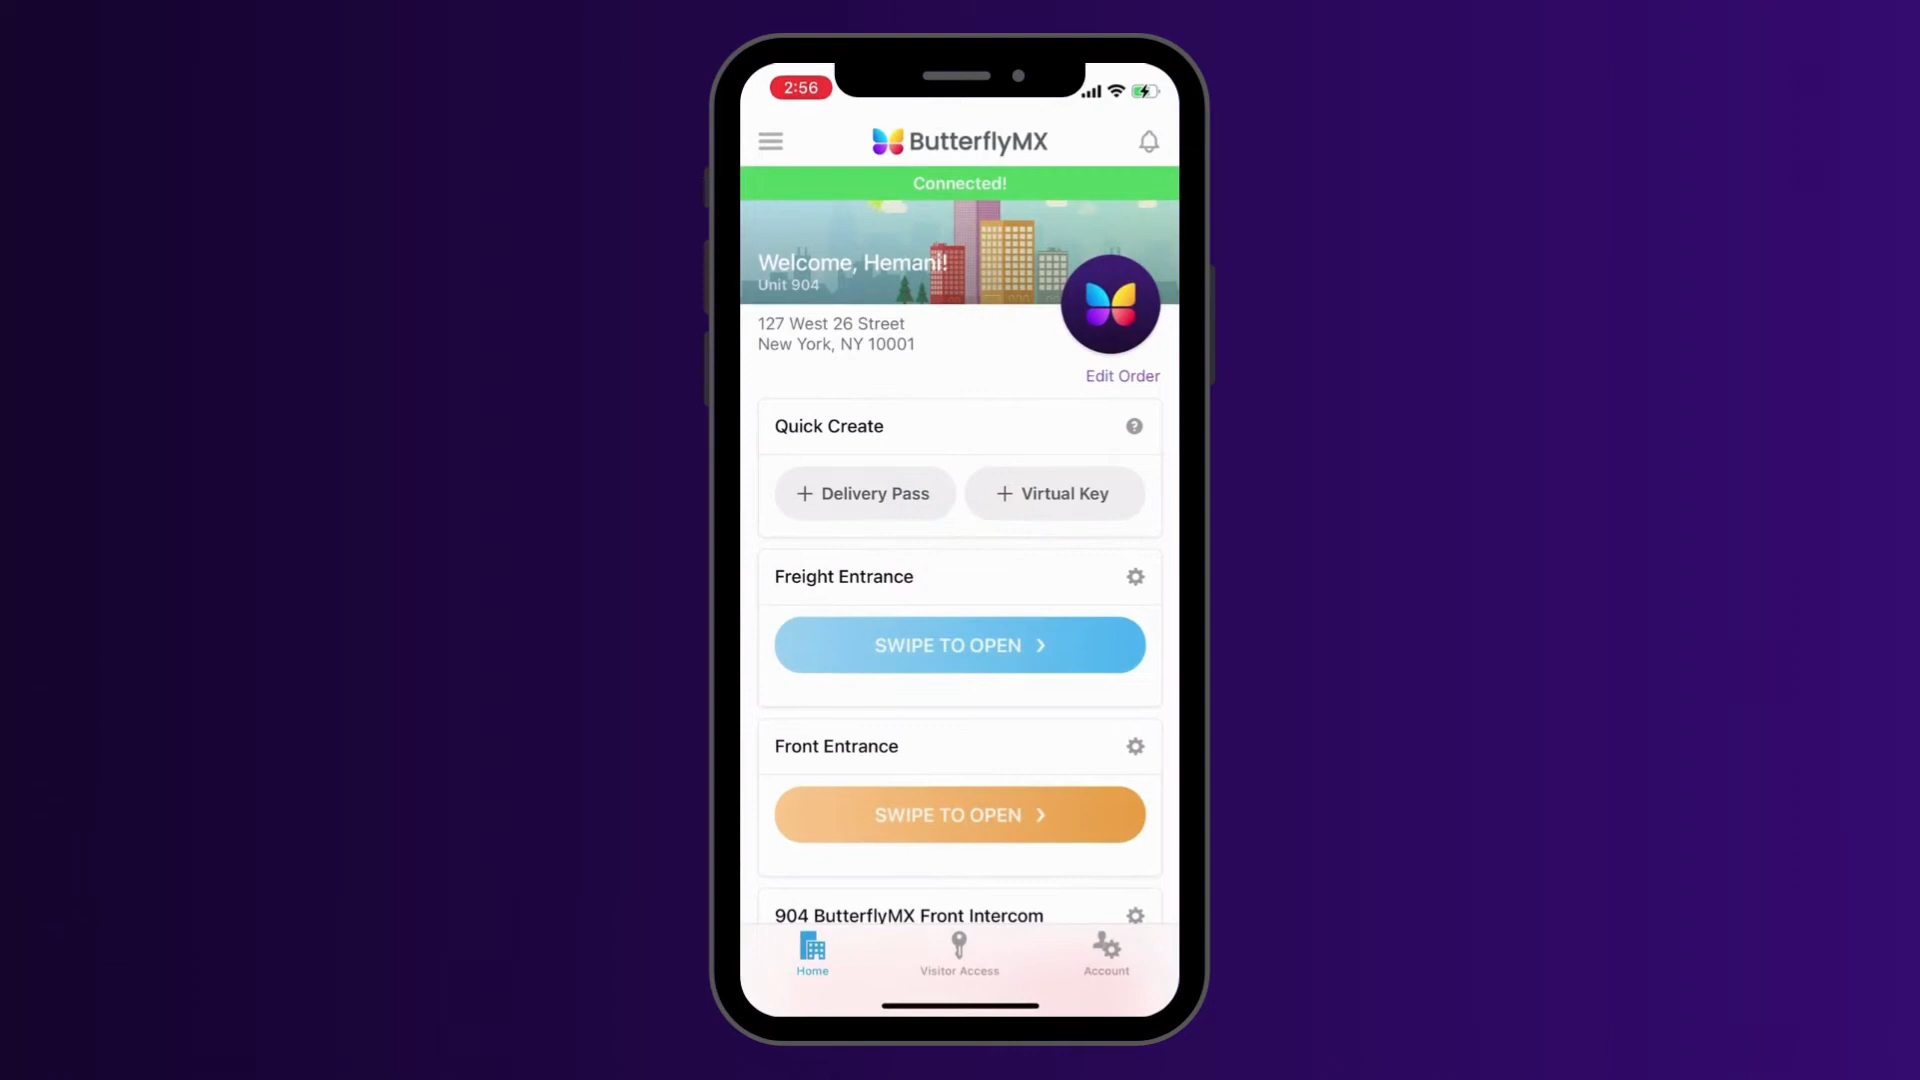 2:56
ButterflyMX
Connected!
Welcome, Hemani!
Unit 904
127 West 26 Street
New York, NY 10001
Edit Order
Quick Create
Delivery Pass
Virtual Key
Freight Entrance
SWIPE TO OPEN
Front Entrance
SWIPE TO OPEN
904 ButterflyMX Front Intercom
Home
Visitor Access
Account